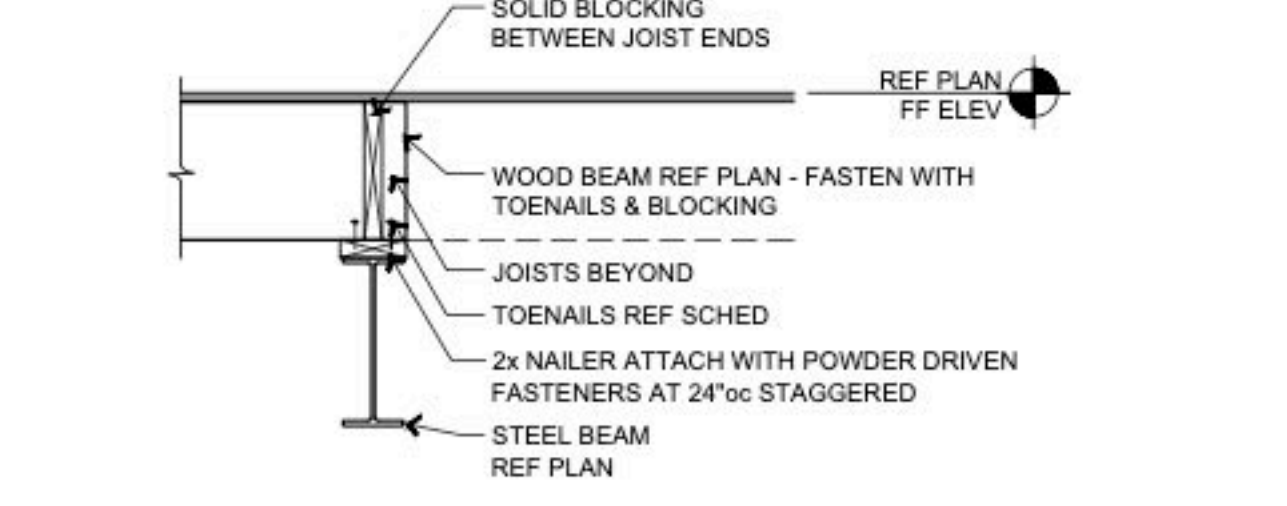 SOLID BLOCKING
BETWEEN JOIST ENDS
REF PLAN
FF ELEV
WOOD BEAM REF PLAN - FASTEN WITH
TOENAILS & BLOCKING
JOISTS BEYOND
TOENAILS REF SCHED
2x NAILER ATTACH WITH POWDER DRIVEN
FASTENERS AT 24"oc STAGGERED
STEEL BEAM
REF PLAN